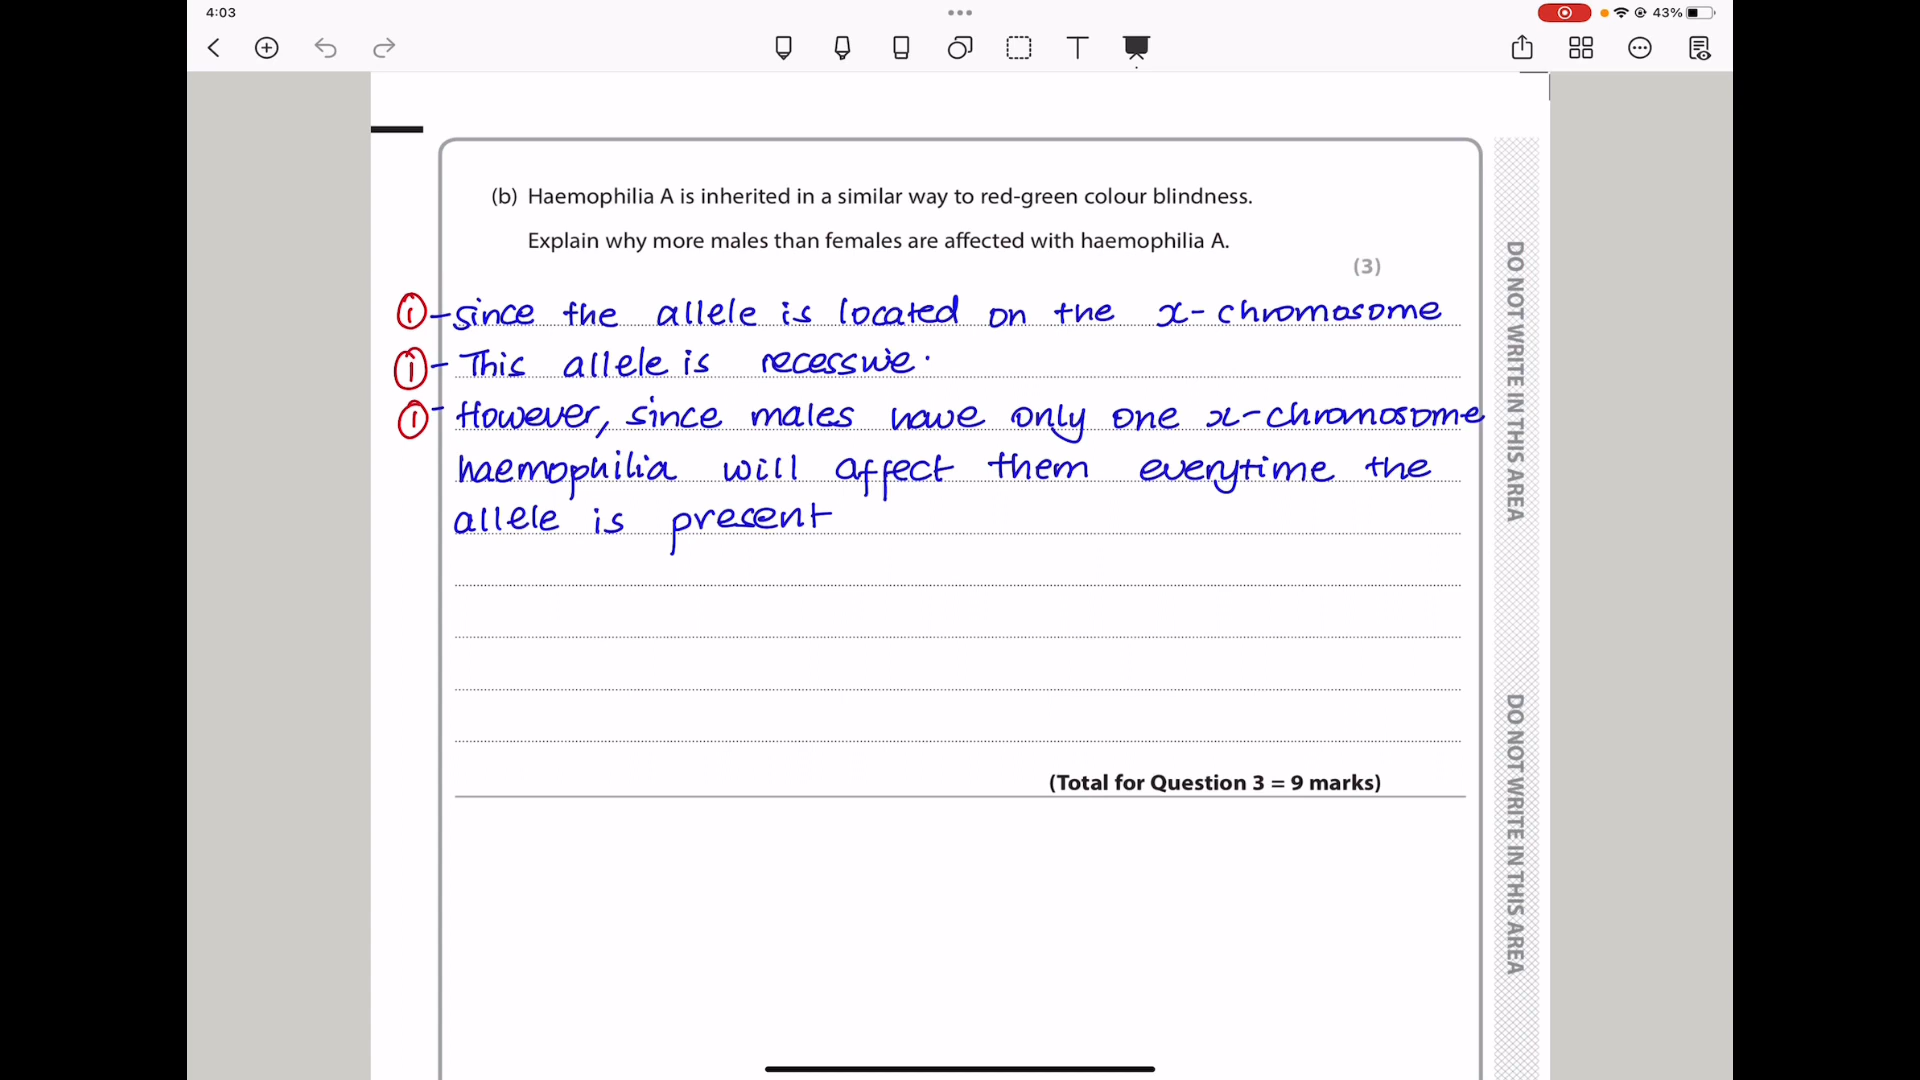 4:03
43%
(b) Haemophilia A is inherited in a similar way to red-green colour blindness.
Explain why more males than females are affected with haemophilia A.
(3)
① - since the allele is located on the x-chromosome
① - This allele is recessive.
① - However, since males have only one x-chromosome
haemophilia will affect them everytime the
allele is present
(Total for Question 3 = 9 marks)
DO NOT WRITE IN THIS AREA
DO NOT WRITE IN THIS AREA